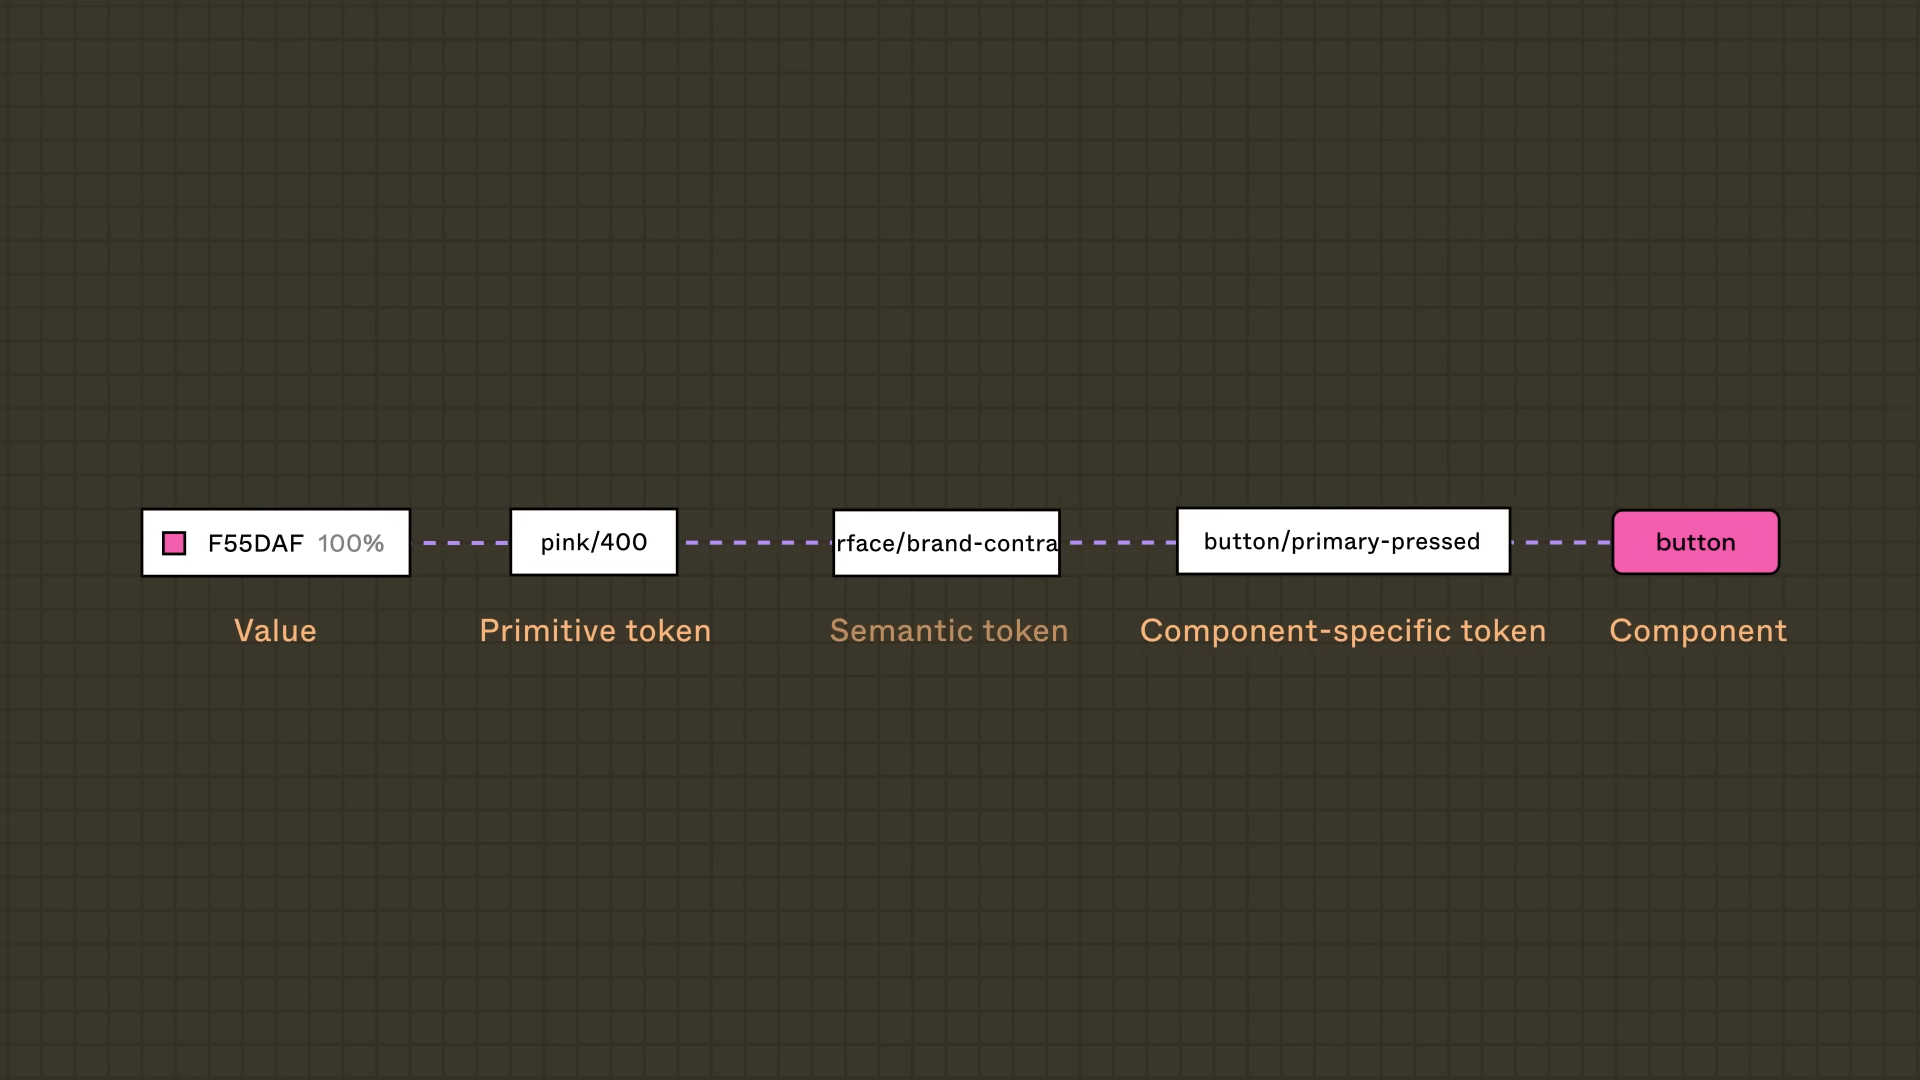 F55DAF 100%
pink/400
rface/brand-contra
button/primary-pressed
button
Value
Primitive token
Semantic token
Component-specific token
Component